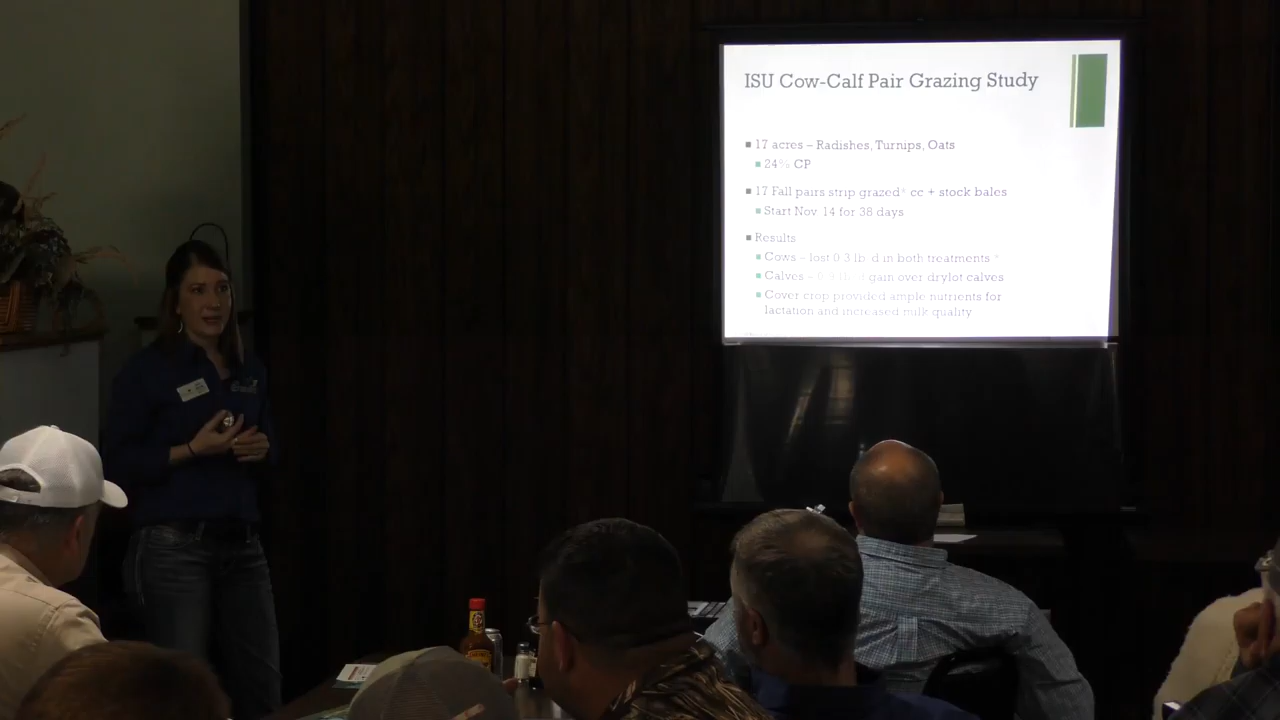 ISU Cow-Calf Pair Grazing Study
17 acres – Radishes, Turnips, Oats
24% CP
17 Fall pairs strip grazed* cc + stock bales
Start Nov. 14 for 38 days
Results
Cows – lost 0.3 lb d in both treatments *
Calves – gain over drylot calves
Cover crop provided ample nutrients for
lactation and increased milk quality